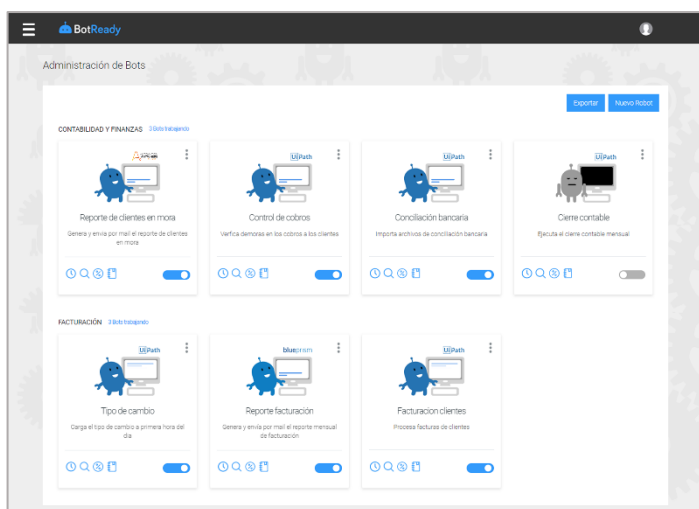 BotReady
Administración de Bots
Exportar Nuevo Robot
CONTABILIDAD Y FINANZAS 3 Bots trabajando
UiPath UiPath UiPath
Reporte de clientes en mora Control de cobros Conciliación bancaria Cierre contable
Genera y envia por mail el reporte de clientes Verfica demoras en los cobros a los clientes Importa archivos de conciliación bancaria Ejecuta el cierre contable mensual
en mora
FACTURACIÓN 3 Bots trabajando
UiPath blueprism UiPath
Tipo de cambio Reporte facturación Facturacion clientes
Carga el tipo de cambio a primera hora del Genera y envía por mail el reporte mensual Procesa facturas de clientes
dia de facturación